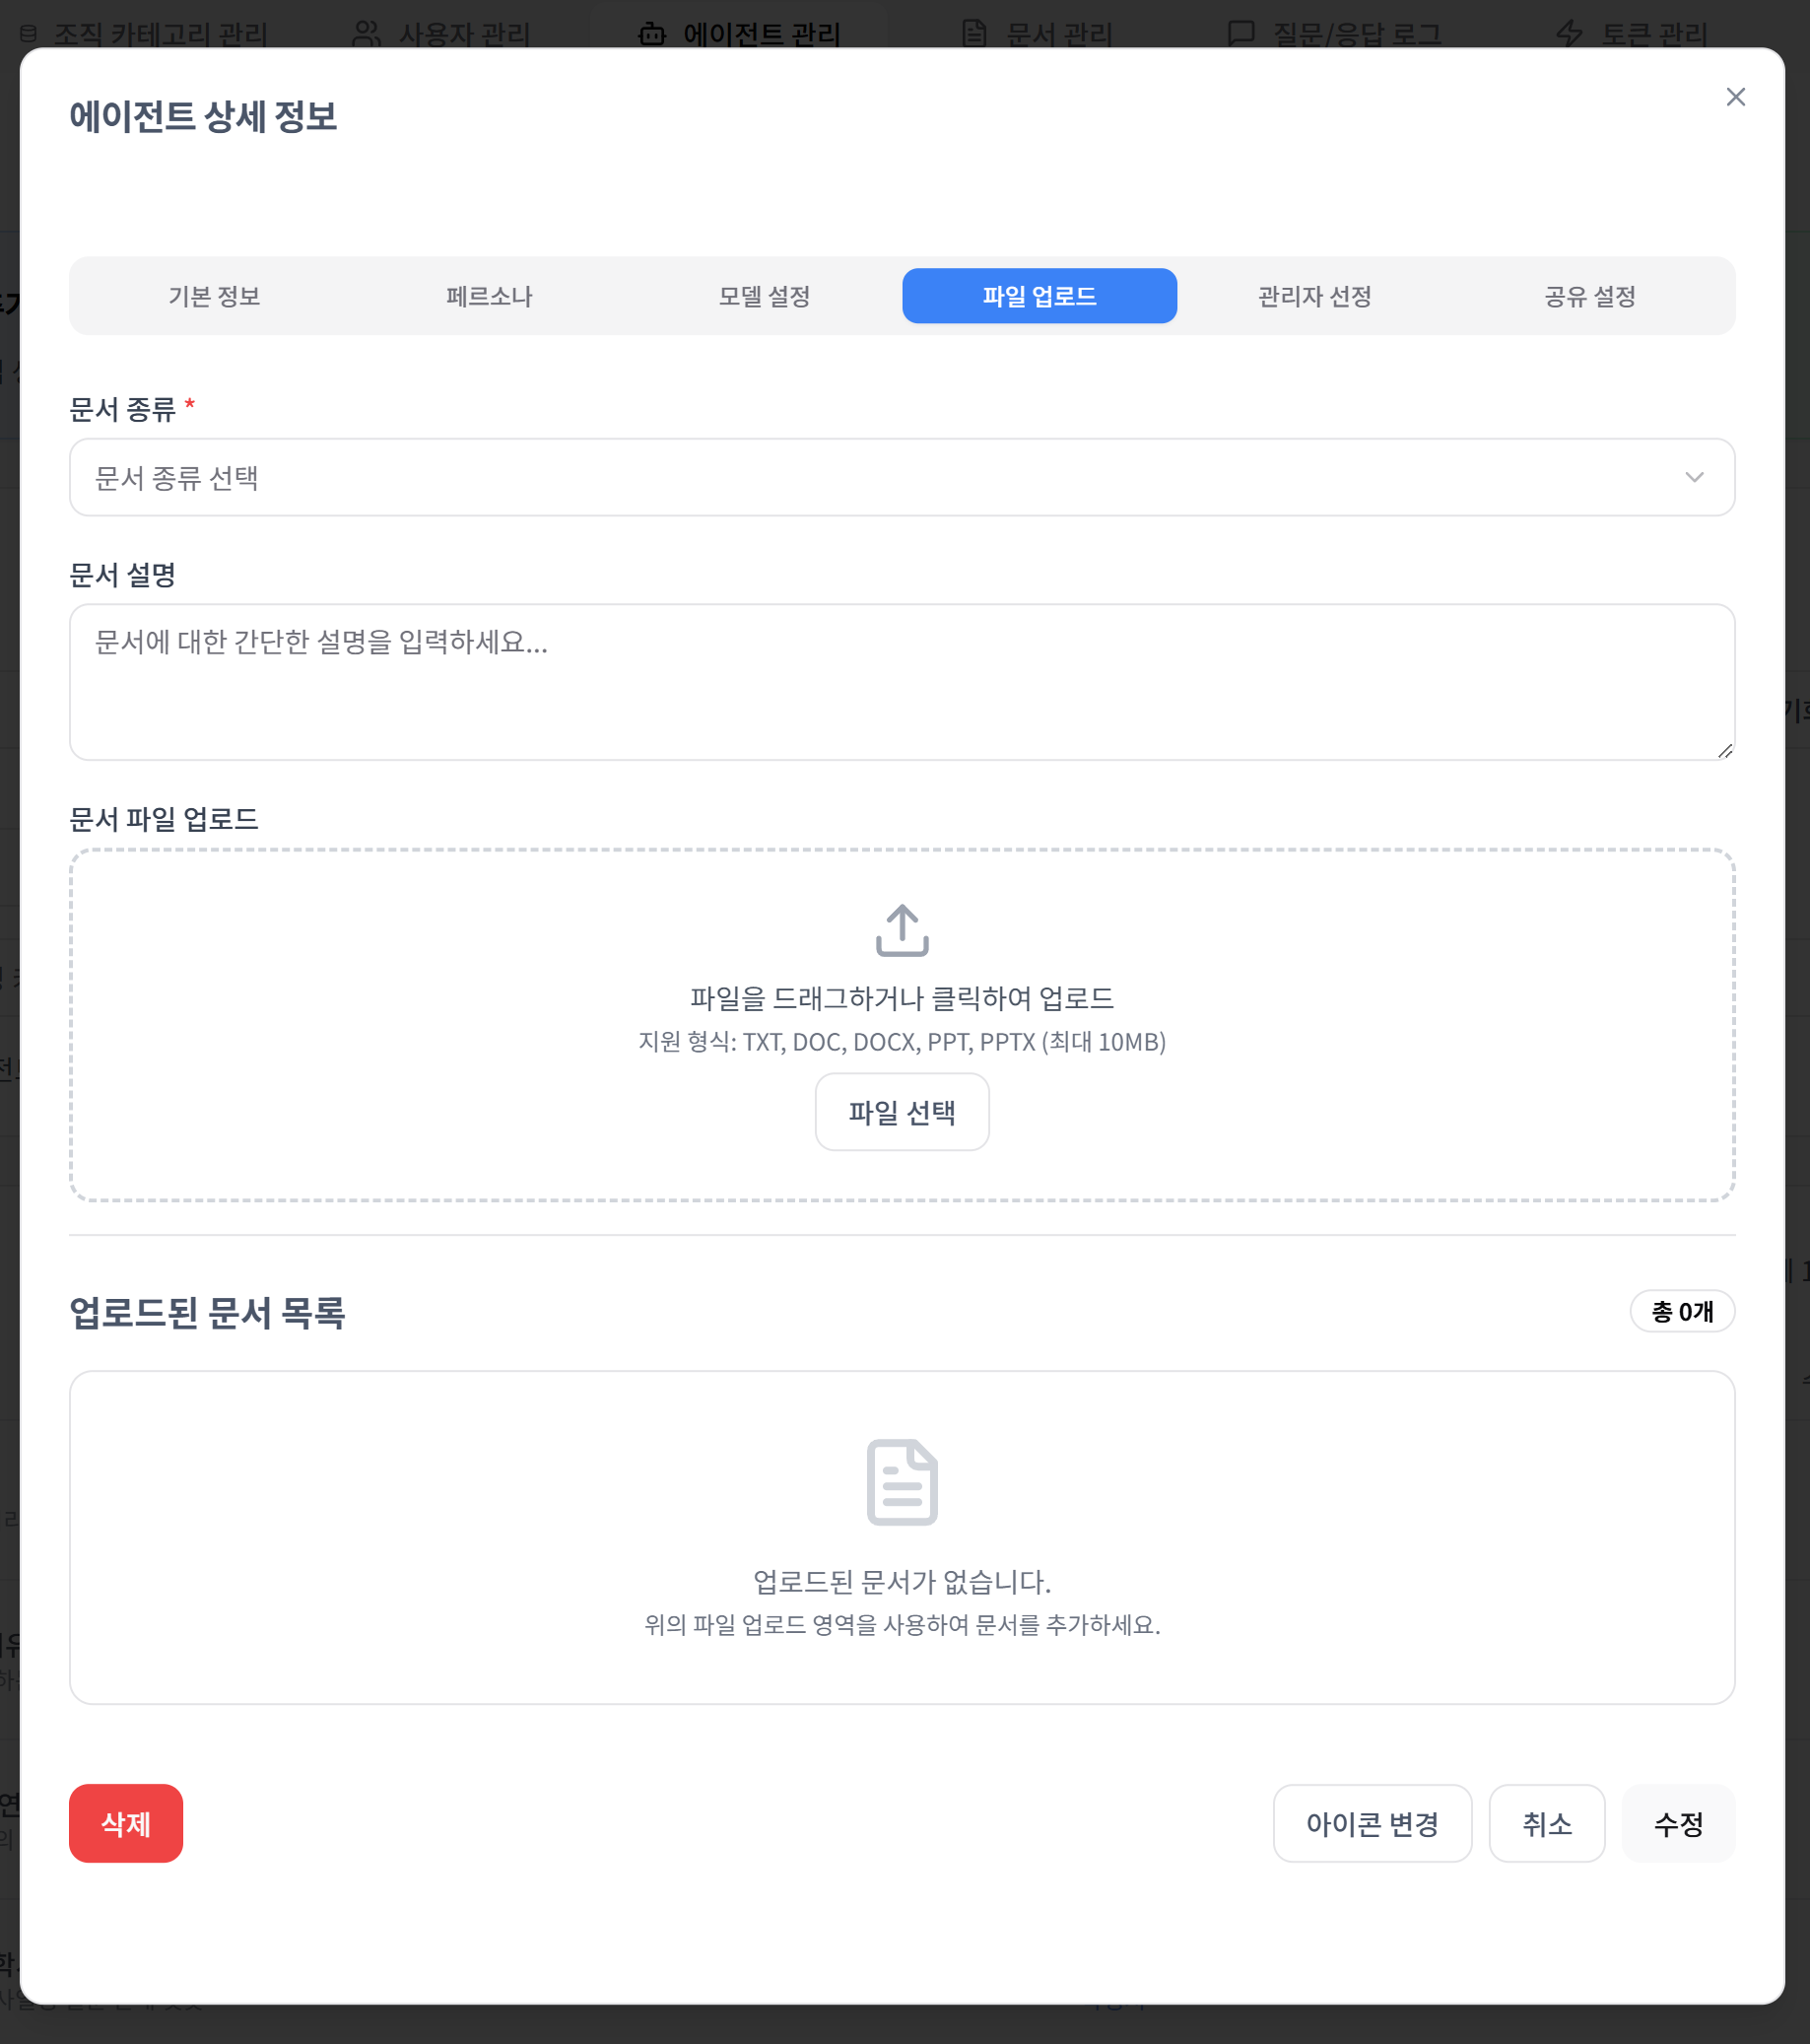 조직 카테고리 관리 사용자 관리 에이전트 관리 문서 관리 질문/응답 로그 토큰 관리
에이전트 상세 정보
기본 정보 페르소나 모델 설정 파일 업로드 관리자 선정 공유 설정
문서 종류 *
문서 종류 선택
문서 설명
문서에 대한 간단한 설명을 입력하세요...
문서 파일 업로드
파일을 드래그하거나 클릭하여 업로드
지원 형식: TXT, DOC, DOCX, PPT, PPTX (최대 10MB)
파일 선택
업로드된 문서 목록 총 0개
업로드된 문서가 없습니다.
위의 파일 업로드 영역을 사용하여 문서를 추가하세요.
삭제 아이콘 변경 취소 수정